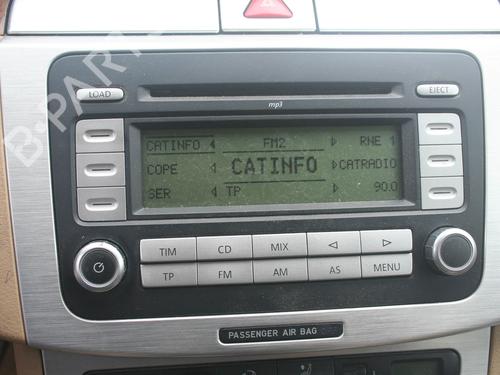 LOAD
EJECT
mp3
CATINFO FM2 RNE 1
COPE CATINFO CATRADIO
SER TP 90.0
TIM CD MIX
TP FM AM AS MENU
PASSENGER AIR BAG
B-PARTS